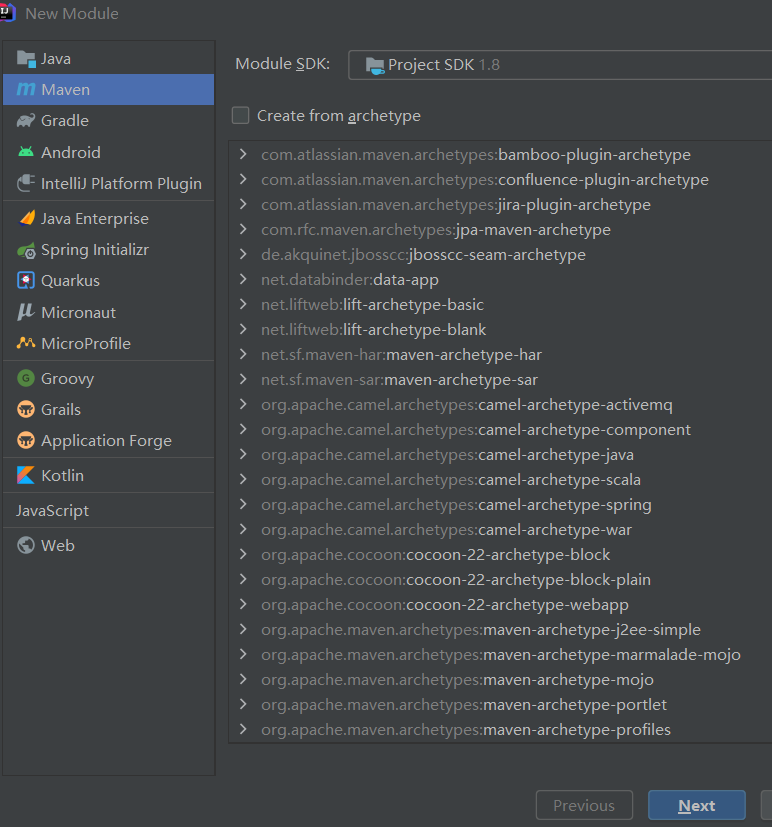 New Module
Java
Maven
Gradle
Android
IntelliJ Platform Plugin
Java Enterprise
Spring Initializr
Quarkus
Micronaut
MicroProfile
Groovy
Grails
Application Forge
Kotlin
JavaScript
Web
Module SDK:
Project SDK 1.8
Create from archetype
com.atlassian.maven.archetypes:bamboo-plugin-archetype
com.atlassian.maven.archetypes:confluence-plugin-archetype
com.atlassian.maven.archetypes:jira-plugin-archetype
com.rfc.maven.archetypes:jpa-maven-archetype
de.akquinet.jbosscc:jbosscc-seam-archetype
net.databinder:data-app
net.liftweb:lift-archetype-basic
net.liftweb:lift-archetype-blank
net.sf.maven-har:maven-archetype-har
net.sf.maven-sar:maven-archetype-sar
org.apache.camel.archetypes:camel-archetype-activemq
org.apache.camel.archetypes:camel-archetype-component
org.apache.camel.archetypes:camel-archetype-java
org.apache.camel.archetypes:camel-archetype-scala
org.apache.camel.archetypes:camel-archetype-spring
org.apache.camel.archetypes:camel-archetype-war
org.apache.cocoon:cocoon-22-archetype-block
org.apache.cocoon:cocoon-22-archetype-block-plain
org.apache.cocoon:cocoon-22-archetype-webapp
org.apache.maven.archetypes:maven-archetype-j2ee-simple
org.apache.maven.archetypes:maven-archetype-marmalade-mojo
org.apache.maven.archetypes:maven-archetype-mojo
org.apache.maven.archetypes:maven-archetype-portlet
org.apache.maven.archetypes:maven-archetype-profiles
Previous
Next